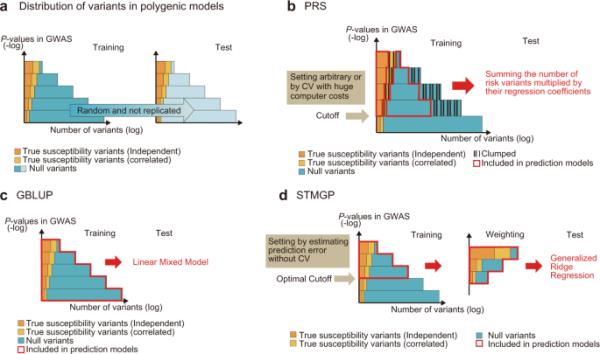 a Distribution of variants in polygenic models
P-values in GWAS
(-log)
Training
Test
Random and not replicated
Number of variants (log)
True susceptibility variants (Independent)
True susceptibility variants (correlated)
Null variants
b PRS
P-values in GWAS
(-log)
Training
Test
Setting arbitrary or
by CV with huge
computer costs
Cutoff
Summing the number of
risk variants multiplied by
their regression coefficients
Number of variants (log)
True susceptibility variants (Independent)
True susceptibility variants (correlated)
Null variants
Clumped
Included in prediction models
c GBLUP
P-values in GWAS
(-log)
Training
Test
Linear Mixed Model
Number of variants (log)
True susceptibility variants (Independent)
True susceptibility variants (correlated)
Null variants
Included in prediction models
d STMGP
P-values in GWAS
(-log)
Training
Weighting
Test
Setting by estimating
prediction error
without CV
Optimal Cutoff
Generalized
Ridge
Regression
Number of variants (log)
True susceptibility variants (Independent)
True susceptibility variants (correlated)
Null variants
Included in prediction models